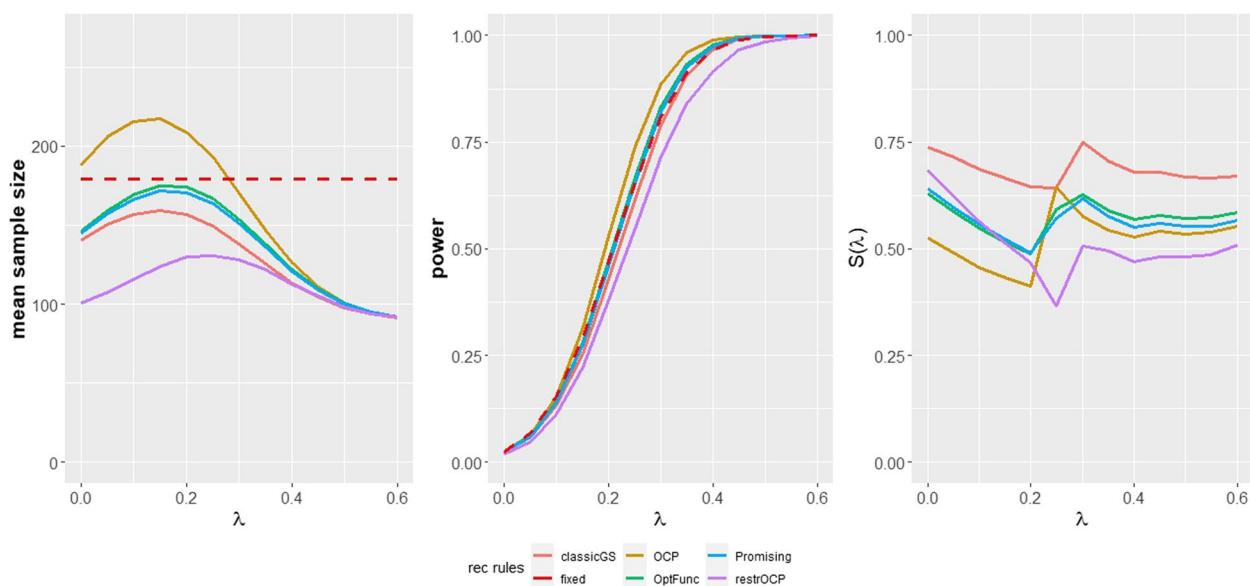 mean sample size
200
100
0
0.0 0.2 0.4 0.6
λ
power
1.00
0.75
0.50
0.25
0.00
0.0 0.2 0.4 0.6
λ
S(λ)
1.00
0.75
0.50
0.25
0.00
0.0 0.2 0.4 0.6
λ
rec rules
classicGS OCP Promising
fixed OptFunc restrOCP